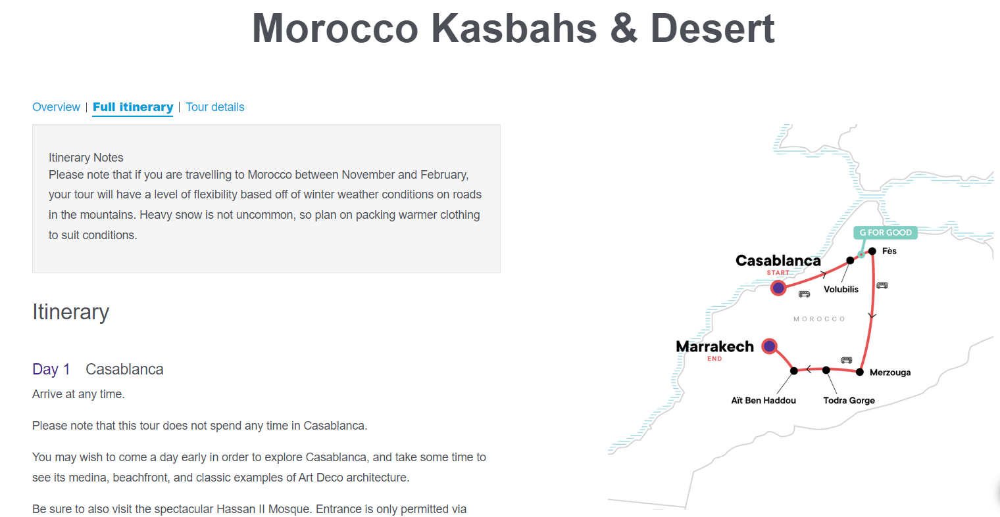 Morocco Kasbahs & Desert
Overview | Full itinerary | Tour details
Itinerary Notes
Please note that if you are travelling to Morocco between November and February,
your tour will have a level of flexibility based off of winter weather conditions on roads
in the mountains. Heavy snow is not uncommon, so plan on packing warmer clothing
to suit conditions.
Itinerary
Day 1 Casablanca
Arrive at any time.
Please note that this tour does not spend any time in Casablanca.
You may wish to come a day early in order to explore Casablanca, and take some time to
see its medina, beachfront, and classic examples of Art Deco architecture.
Be sure to also visit the spectacular Hassan II Mosque. Entrance is only permitted via
G FOR GOOD
Fès
Casablanca
START
Volubilis
MOROCCO
Marrakech
END
Merzouga
Aït Ben Haddou
Todra Gorge